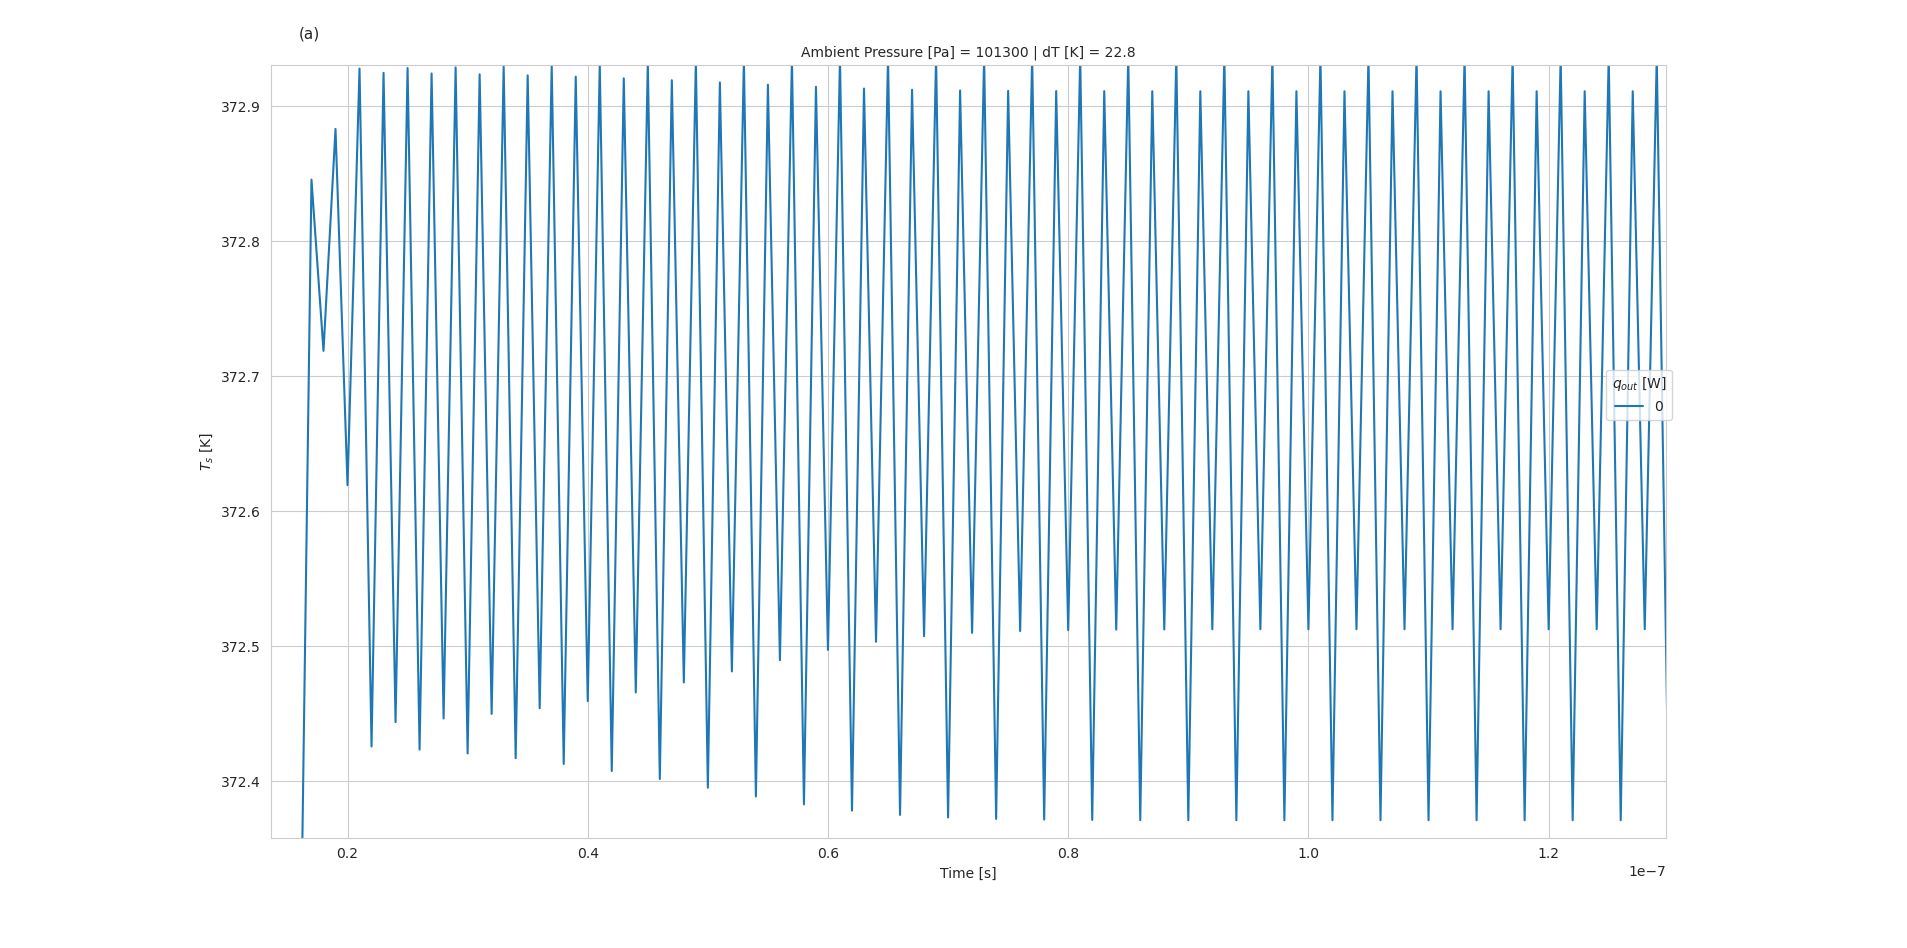 (a)
Ambient Pressure [Pa] = 101300 | dT [K] = 22.8
372.9
372.8
372.7
372.6
372.5
372.4
T_s [K]
q_out [W]
0
0.2 0.4 0.6 0.8 1.0 1.2
1e−7
Time [s]